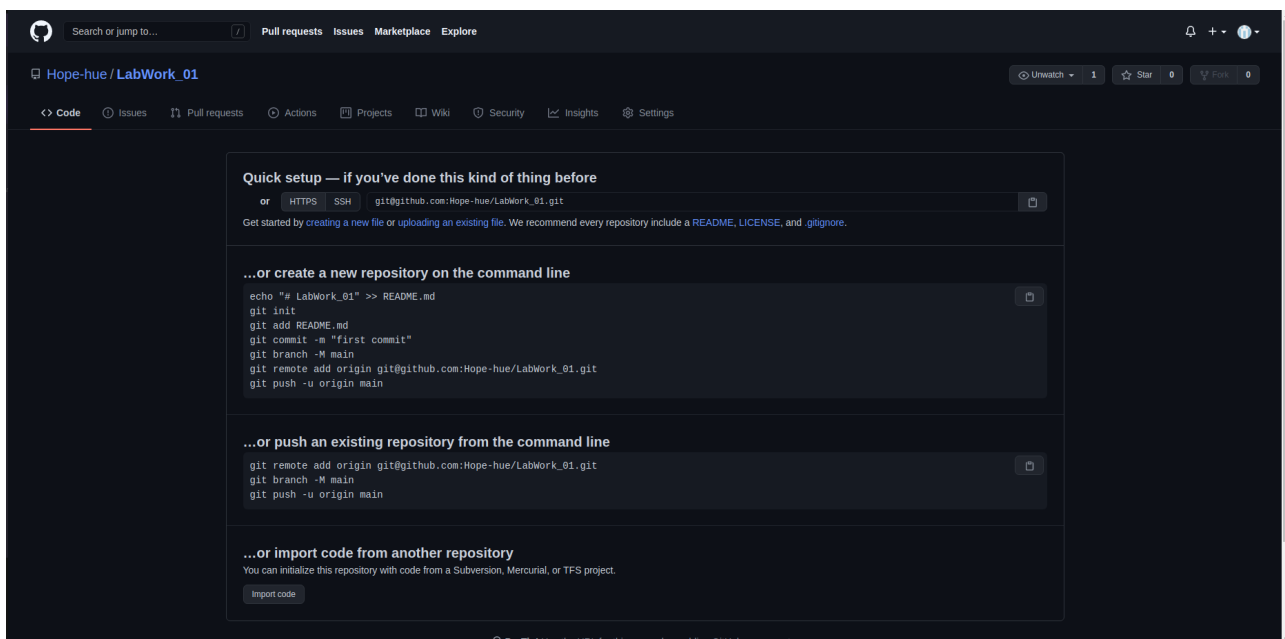 Search or jump to… / Pull requests Issues Marketplace Explore
Hope-hue / LabWork_01 Unwatch 1 Star 0 Fork 0
<> Code Issues Pull requests Actions Projects Wiki Security Insights Settings
Quick setup — if you’ve done this kind of thing before
or HTTPS SSH git@github.com:Hope-hue/LabWork_01.git
Get started by creating a new file or uploading an existing file. We recommend every repository include a README, LICENSE, and .gitignore.
…or create a new repository on the command line
echo "# LabWork_01" >> README.md
git init
git add README.md
git commit -m "first commit"
git branch -M main
git remote add origin git@github.com:Hope-hue/LabWork_01.git
git push -u origin main
…or push an existing repository from the command line
git remote add origin git@github.com:Hope-hue/LabWork_01.git
git branch -M main
git push -u origin main
…or import code from another repository
You can initialize this repository with code from a Subversion, Mercurial, or TFS project.
Import code